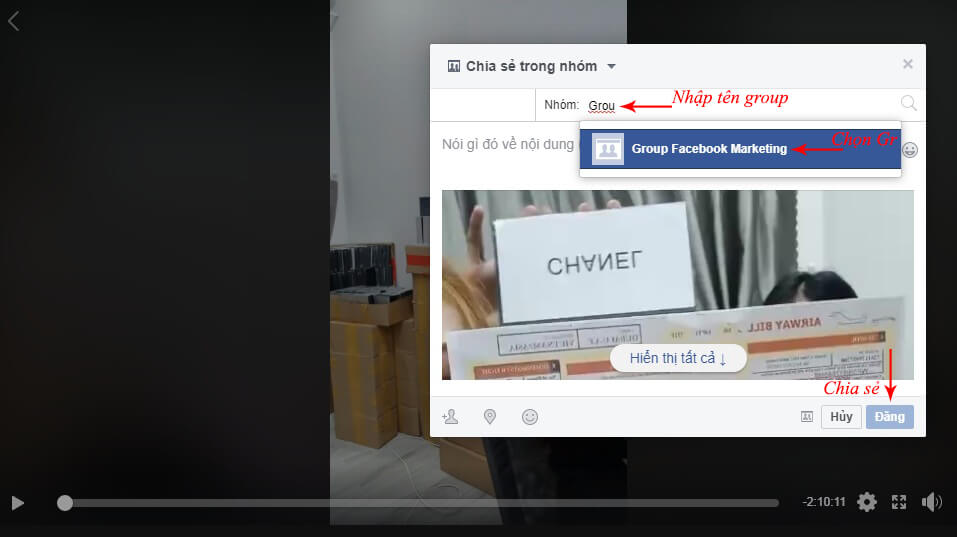 Chia sẻ trong nhóm
Nhóm: Grou
Nhập tên group
Nói gì đó về nội dung
Group Facebook Marketing
Chọn Gr
CHANEL
AIRWAY BILL
Hiển thị tất cả ↓
Chia sẻ
Hủy
Đăng
-2:10:11